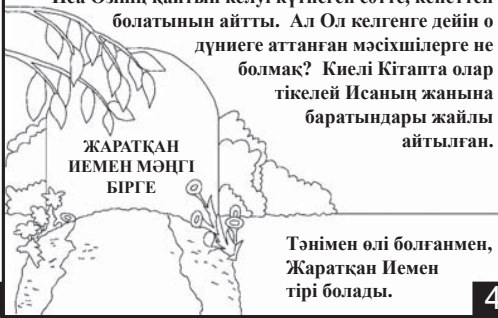 болатынын айтты. Ал Ол келгенге дейін о
дүниеге аттанған мәсіхшілерге не
болмақ? Киелі Кітапта олар
тікелей Исаның жанына
баратындары жайлы
айтылған.
ЖАРАТҚАН
ИЕМЕН МӘҢГІ
БІРГЕ
Тәнімен өлі болғанмен,
Жаратқан Иемен
тірі болады.
4